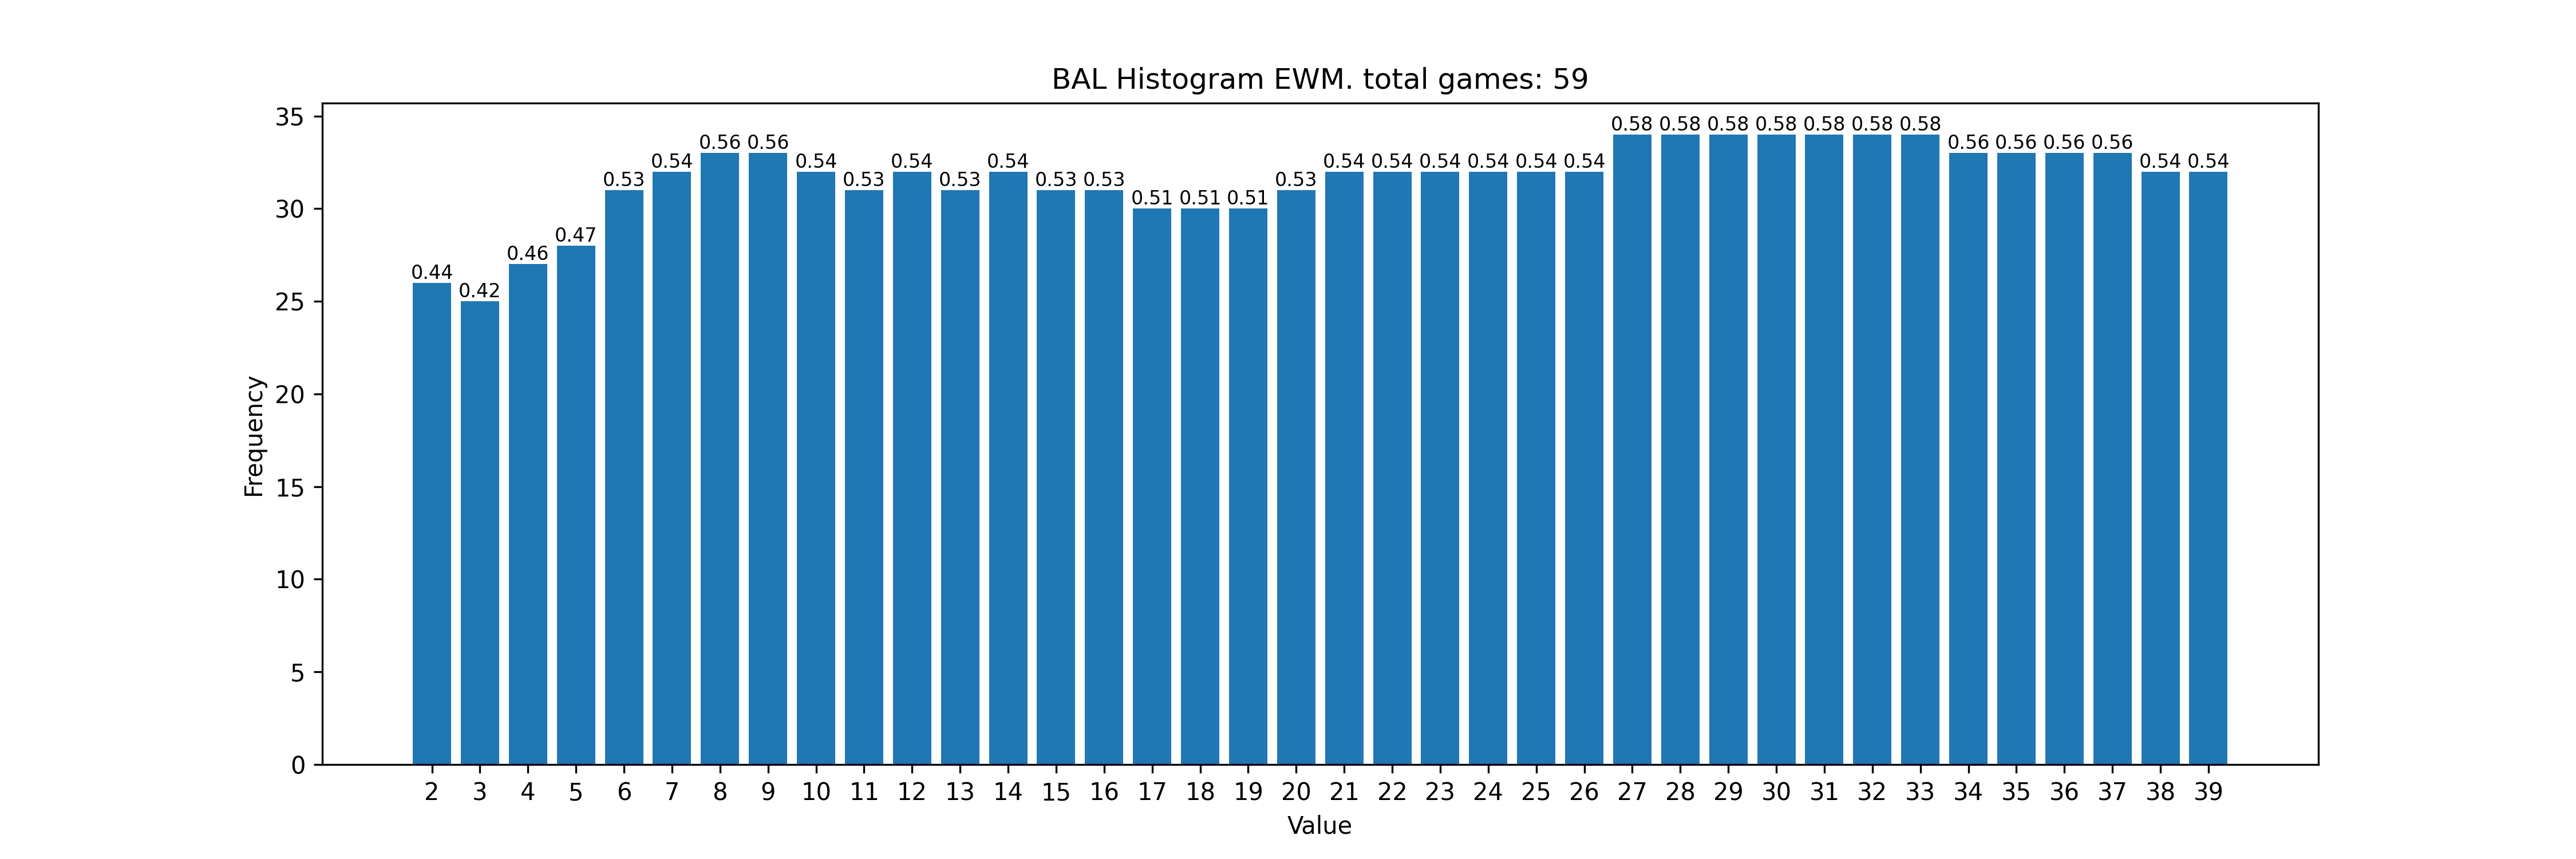 BAL Histogram EWM. total games: 59
35
30
25
20
15
10
5
0
Frequency
0.44 0.42 0.46 0.47 0.53 0.54 0.56 0.56 0.54 0.53 0.54 0.53 0.54 0.53 0.53 0.51 0.51 0.51 0.53 0.54 0.54 0.54 0.54 0.54 0.54 0.58 0.58 0.58 0.58 0.58 0.58 0.58 0.56 0.56 0.56 0.56 0.54 0.54
2 3 4 5 6 7 8 9 10 11 12 13 14 15 16 17 18 19 20 21 22 23 24 25 26 27 28 29 30 31 32 33 34 35 36 37 38 39
Value